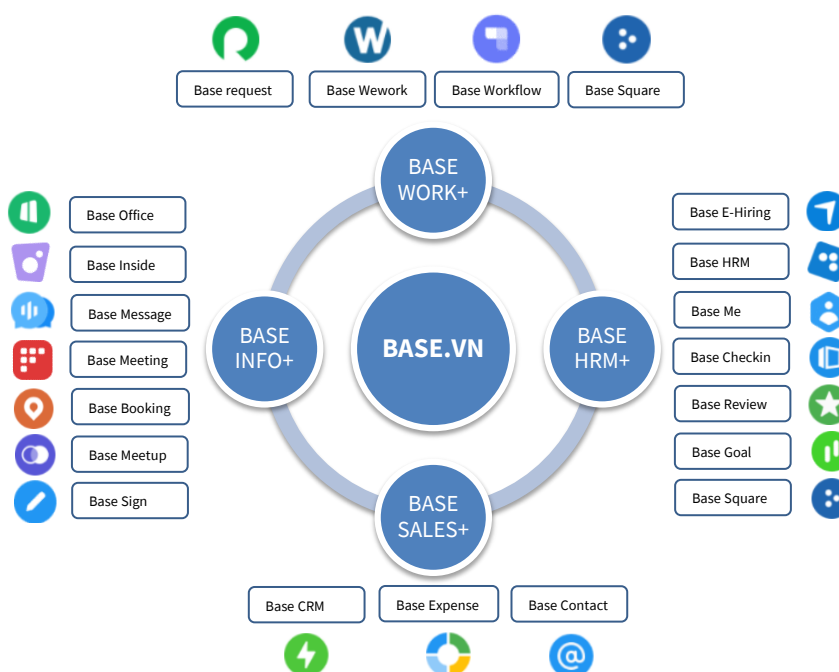 W
Base request
Base Wework
Base Workflow
Base Square
BASE
WORK+
Base Office
Base Inside
Base Message
Base Meeting
Base Booking
Base Meetup
Base Sign
BASE
INFO+
BASE.VN
BASE
HRM+
Base E-Hiring
Base HRM
Base Me
Base Checkin
Base Review
Base Goal
Base Square
BASE
SALES+
Base CRM
Base Expense
Base Contact
@